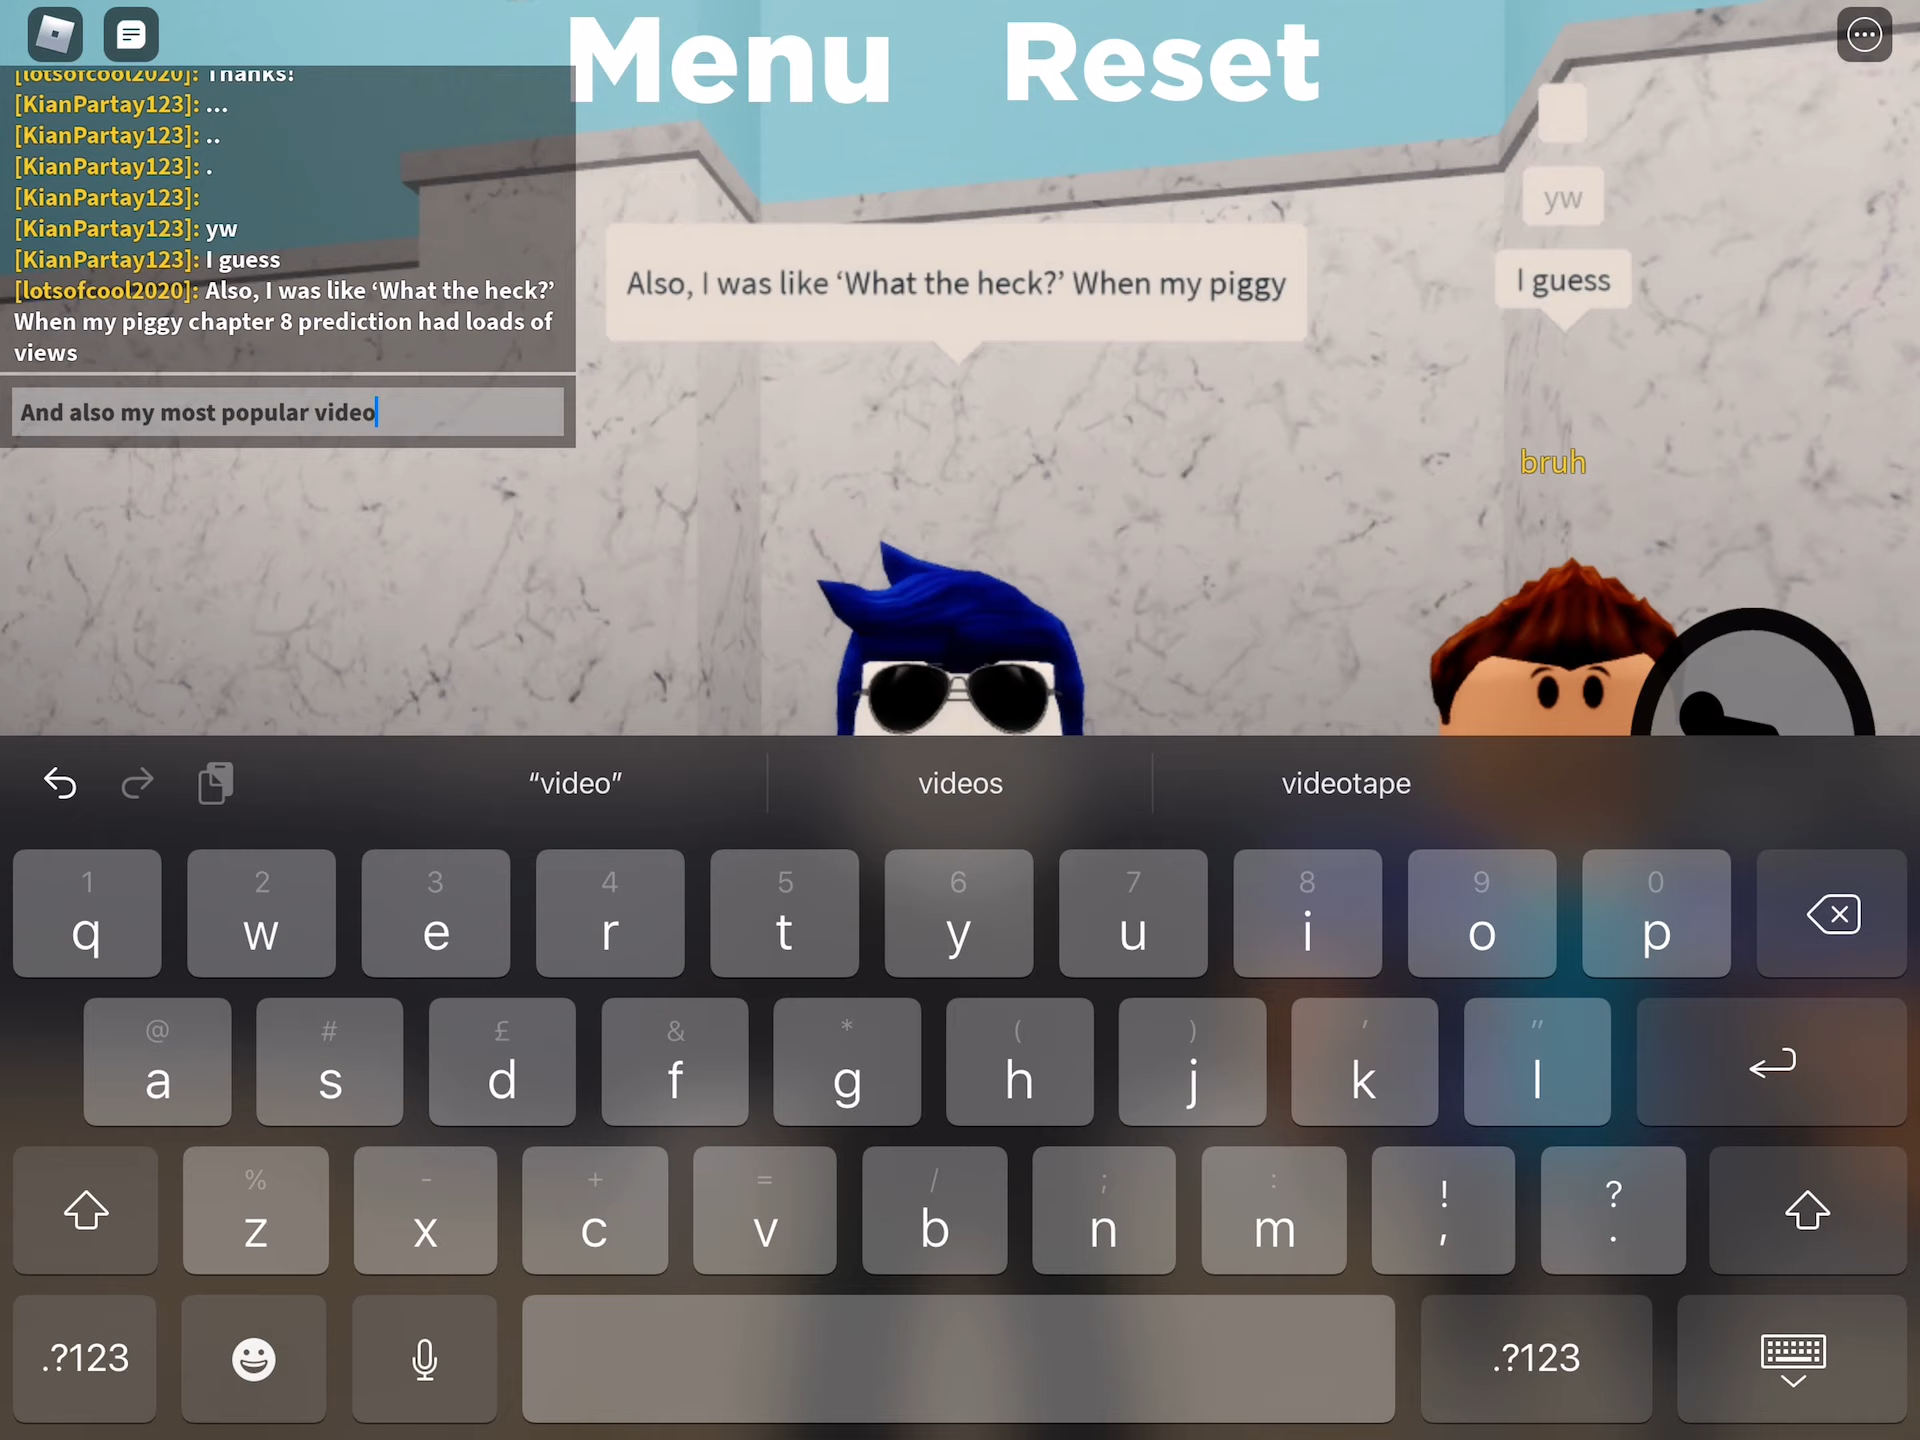 Menu Reset
[lotsofcool2020]: Thanks!
[KianPartay123]: ...
[KianPartay123]: ..
[KianPartay123]: .
[KianPartay123]:
[KianPartay123]: yw
[KianPartay123]: I guess
[lotsofcool2020]: Also, I was like ‘What the heck?’
When my piggy chapter 8 prediction had loads of
views
And also my most popular video
Also, I was like ‘What the heck?’ When my piggy
yw
I guess
bruh
“video” videos videotape
1 2 3 4 5 6 7 8 9 0
q w e r t y u i o p
@ # £ & * ( ) ' "
a s d f g h j k l
% - + = / ; : ! ?
z x c v b n m , .
.?123 .?123